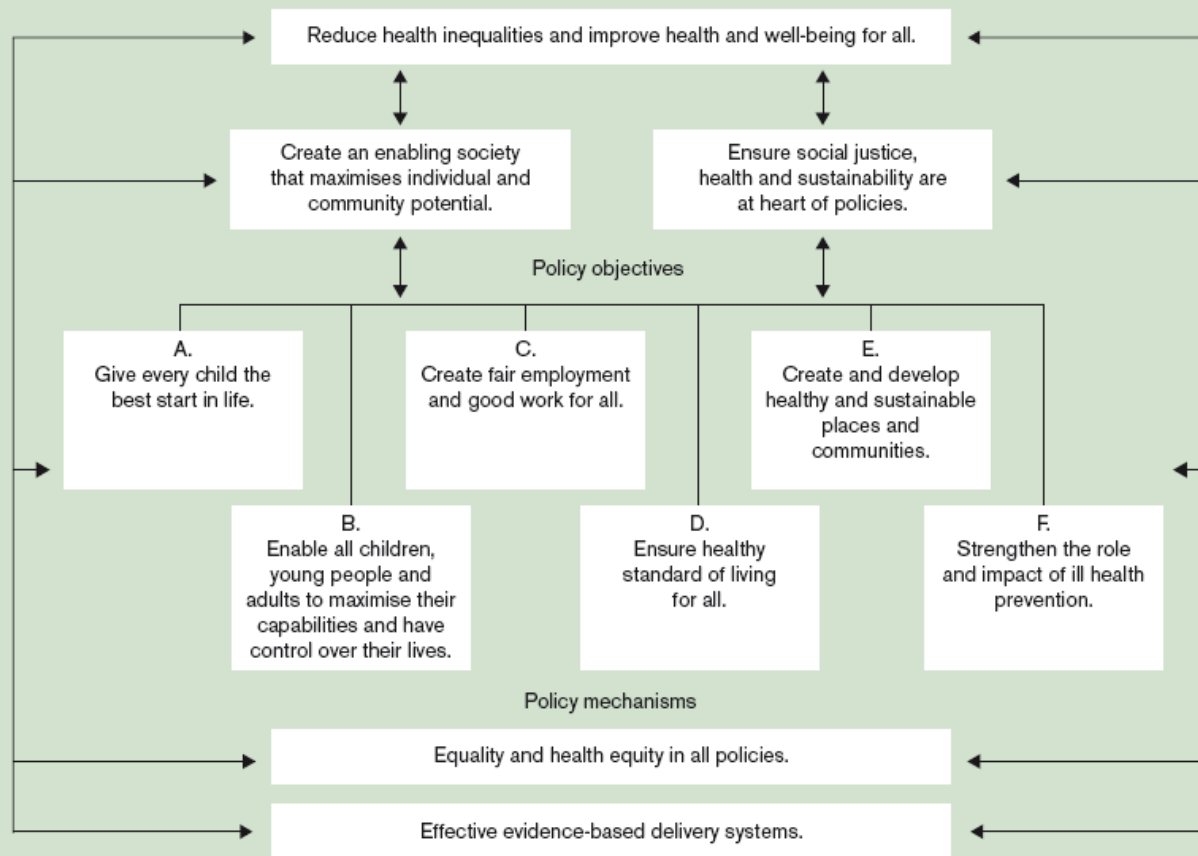 Reduce health inequalities and improve health and well-being for all.
Create an enabling society
that maximises individual and
community potential.
Ensure social justice,
health and sustainability are
at heart of policies.
Policy objectives
A.
Give every child the
best start in life.
B.
Enable all children,
young people and
adults to maximise their
capabilities and have
control over their lives.
C.
Create fair employment
and good work for all.
D.
Ensure healthy
standard of living
for all.
E.
Create and develop
healthy and sustainable
places and
communities.
F.
Strengthen the role
and impact of ill health
prevention.
Policy mechanisms
Equality and health equity in all policies.
Effective evidence-based delivery systems.